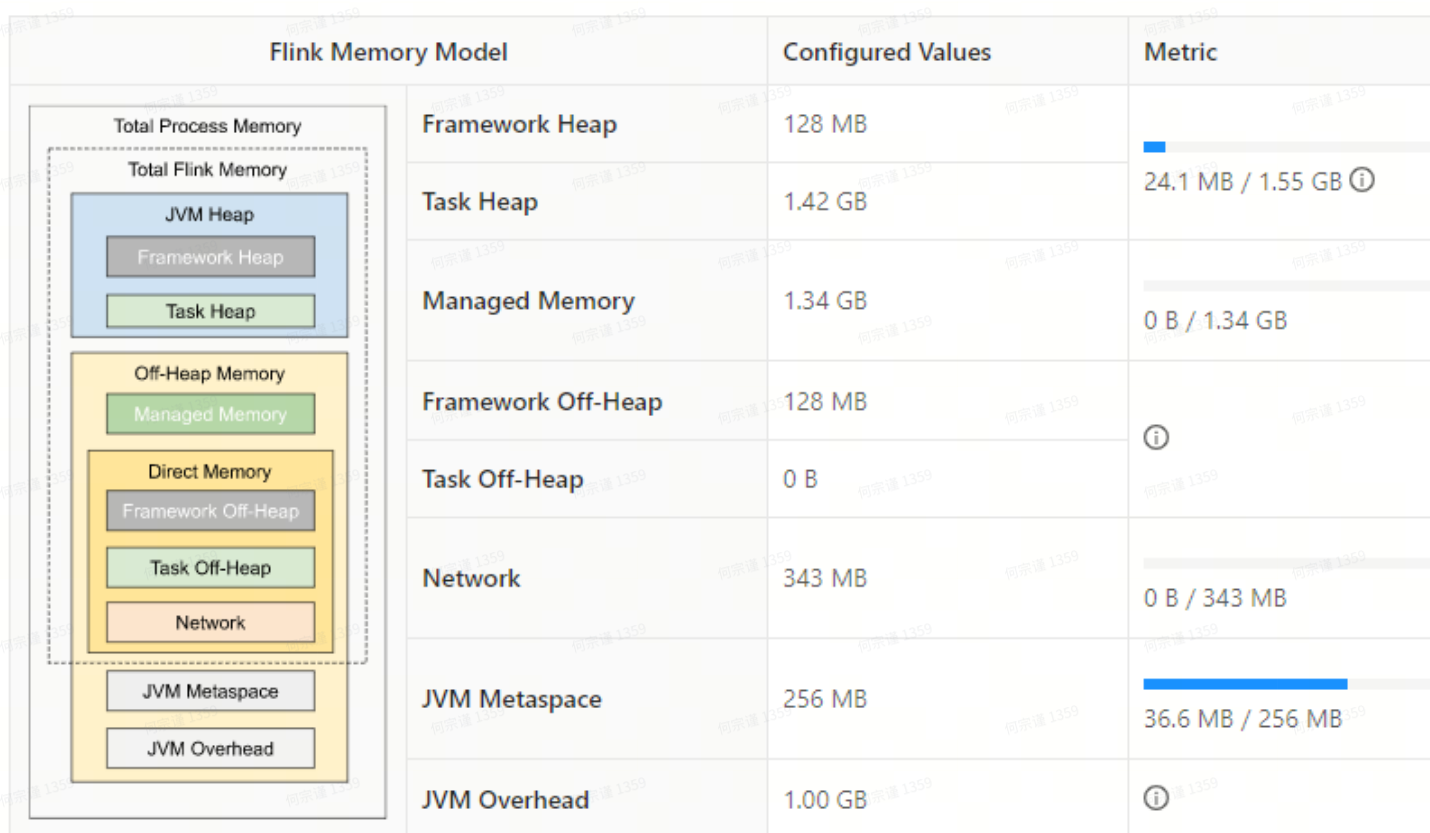 Flink Memory Model Configured Values Metric
Total Process Memory
Total Flink Memory
JVM Heap
Framework Heap
Task Heap
Off-Heap Memory
Managed Memory
Direct Memory
Framework Off-Heap
Task Off-Heap
Network
JVM Metaspace
JVM Overhead
Framework Heap 128 MB
24.1 MB / 1.55 GB
Task Heap 1.42 GB
Managed Memory 1.34 GB
0 B / 1.34 GB
Framework Off-Heap 128 MB
Task Off-Heap 0 B
Network 343 MB
0 B / 343 MB
JVM Metaspace 256 MB
36.6 MB / 256 MB
JVM Overhead 1.00 GB